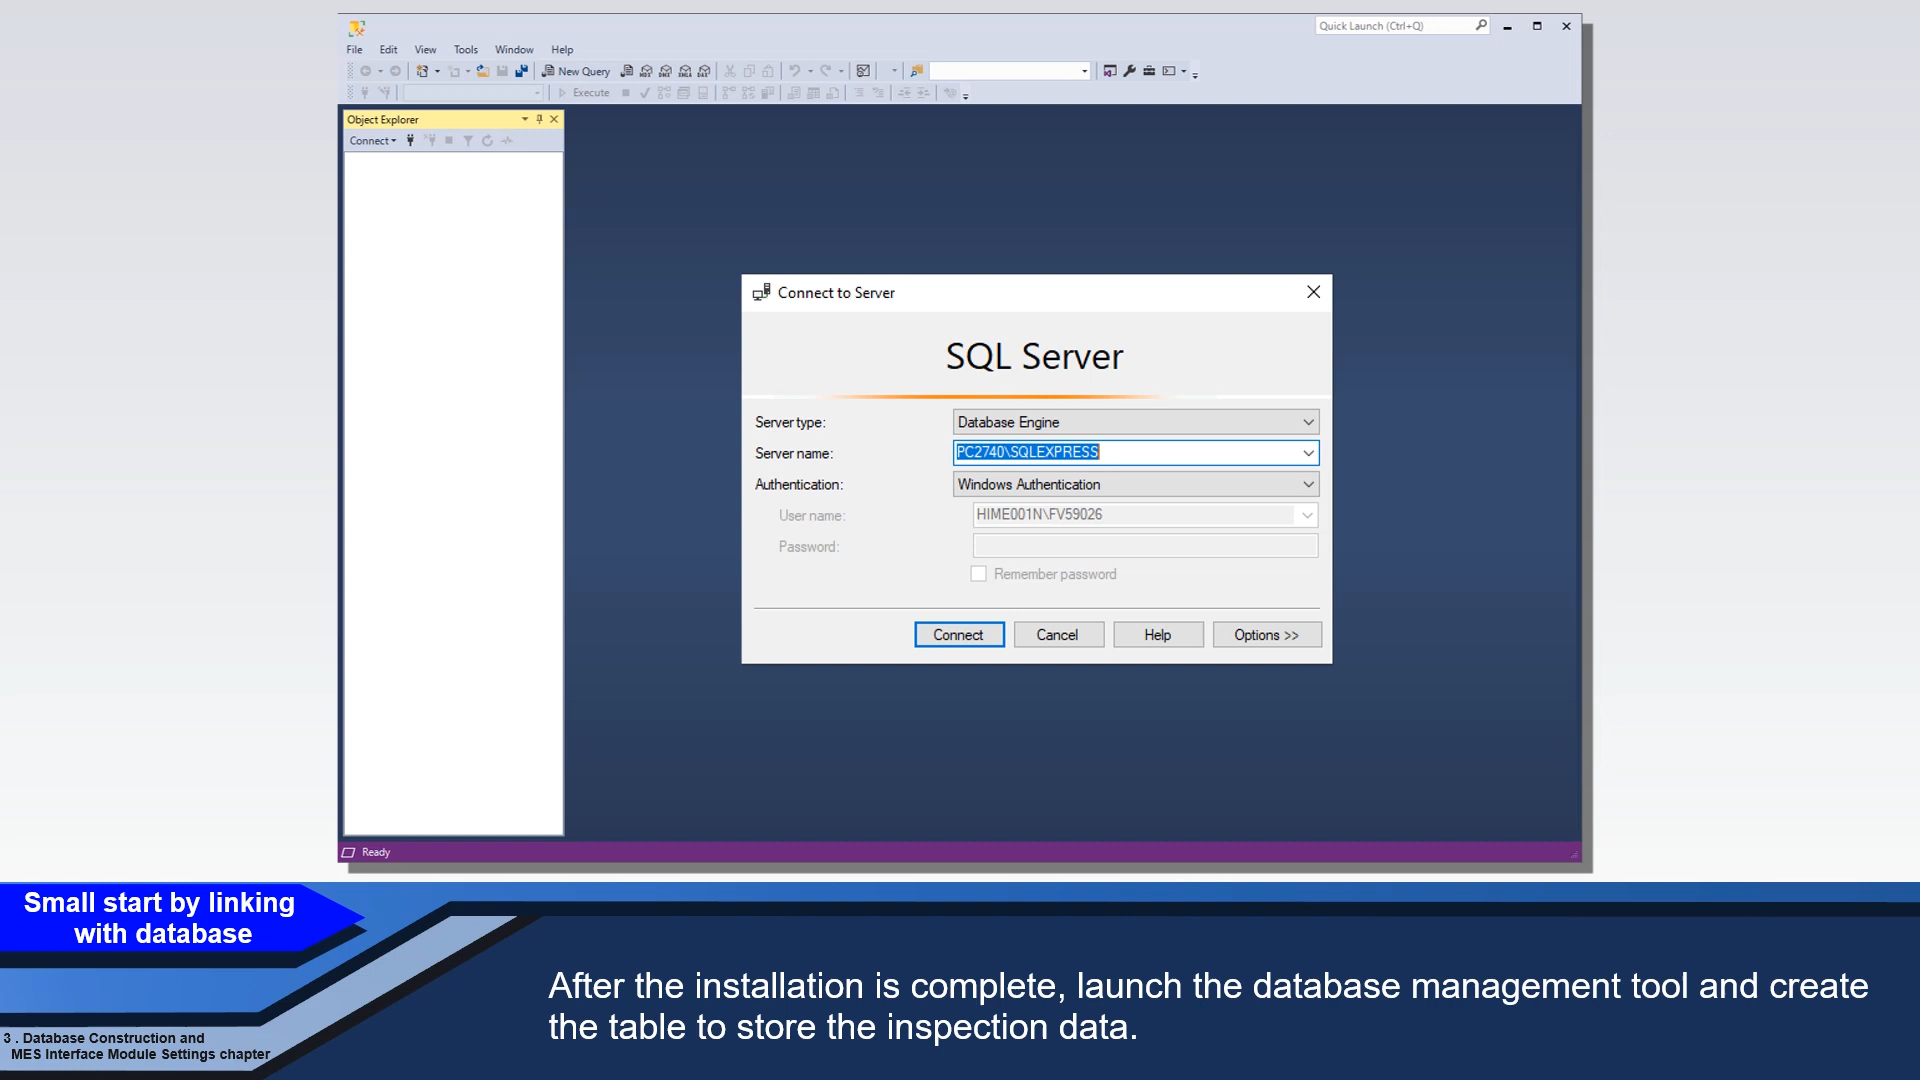 Quick Launch (Ctrl+Q)
File Edit View Tools Window Help
New Query
Execute
Object Explorer
Connect
Connect to Server
SQL Server
Server type: Database Engine
Server name: PC2740\SQLEXPRESS
Authentication: Windows Authentication
User name: HIME001N\FV59026
Password:
Remember password
Connect Cancel Help Options >>
Ready
Small start by linking
with database
After the installation is complete, launch the database management tool and create
the table to store the inspection data.
3 . Database Construction and
MES Interface Module Settings chapter